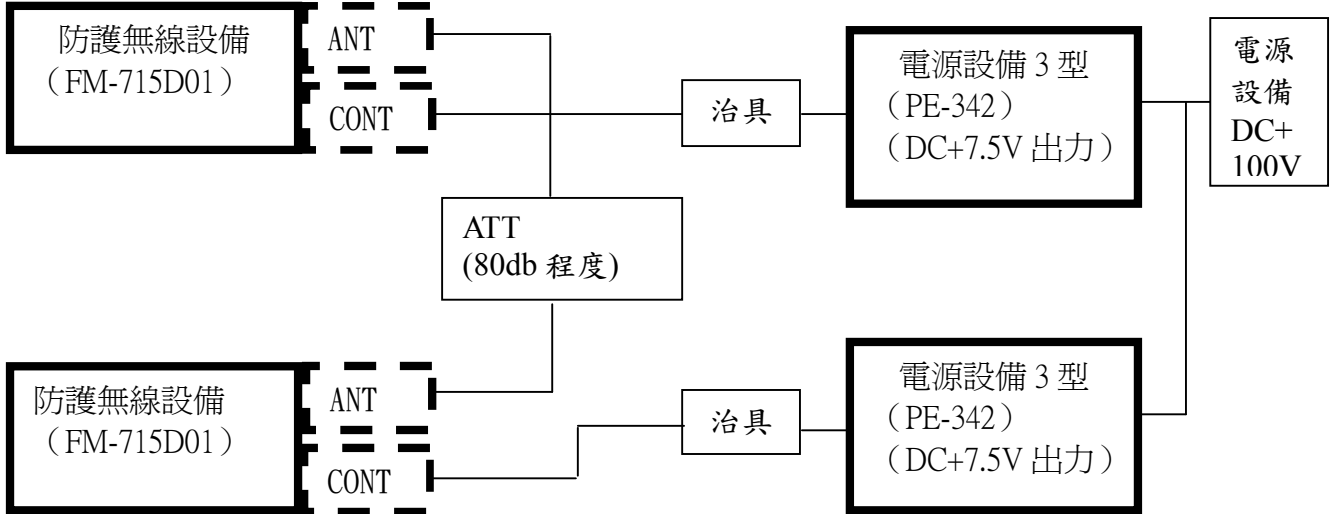 防護無線設備
（FM-715D01）
ANT
CONT
治具
電源設備 3 型
（PE-342）
（DC+7.5V 出力）
電源
設備
DC+
100V
ATT
(80db 程度)
防護無線設備
（FM-715D01）
ANT
CONT
治具
電源設備 3 型
（PE-342）
（DC+7.5V 出力）